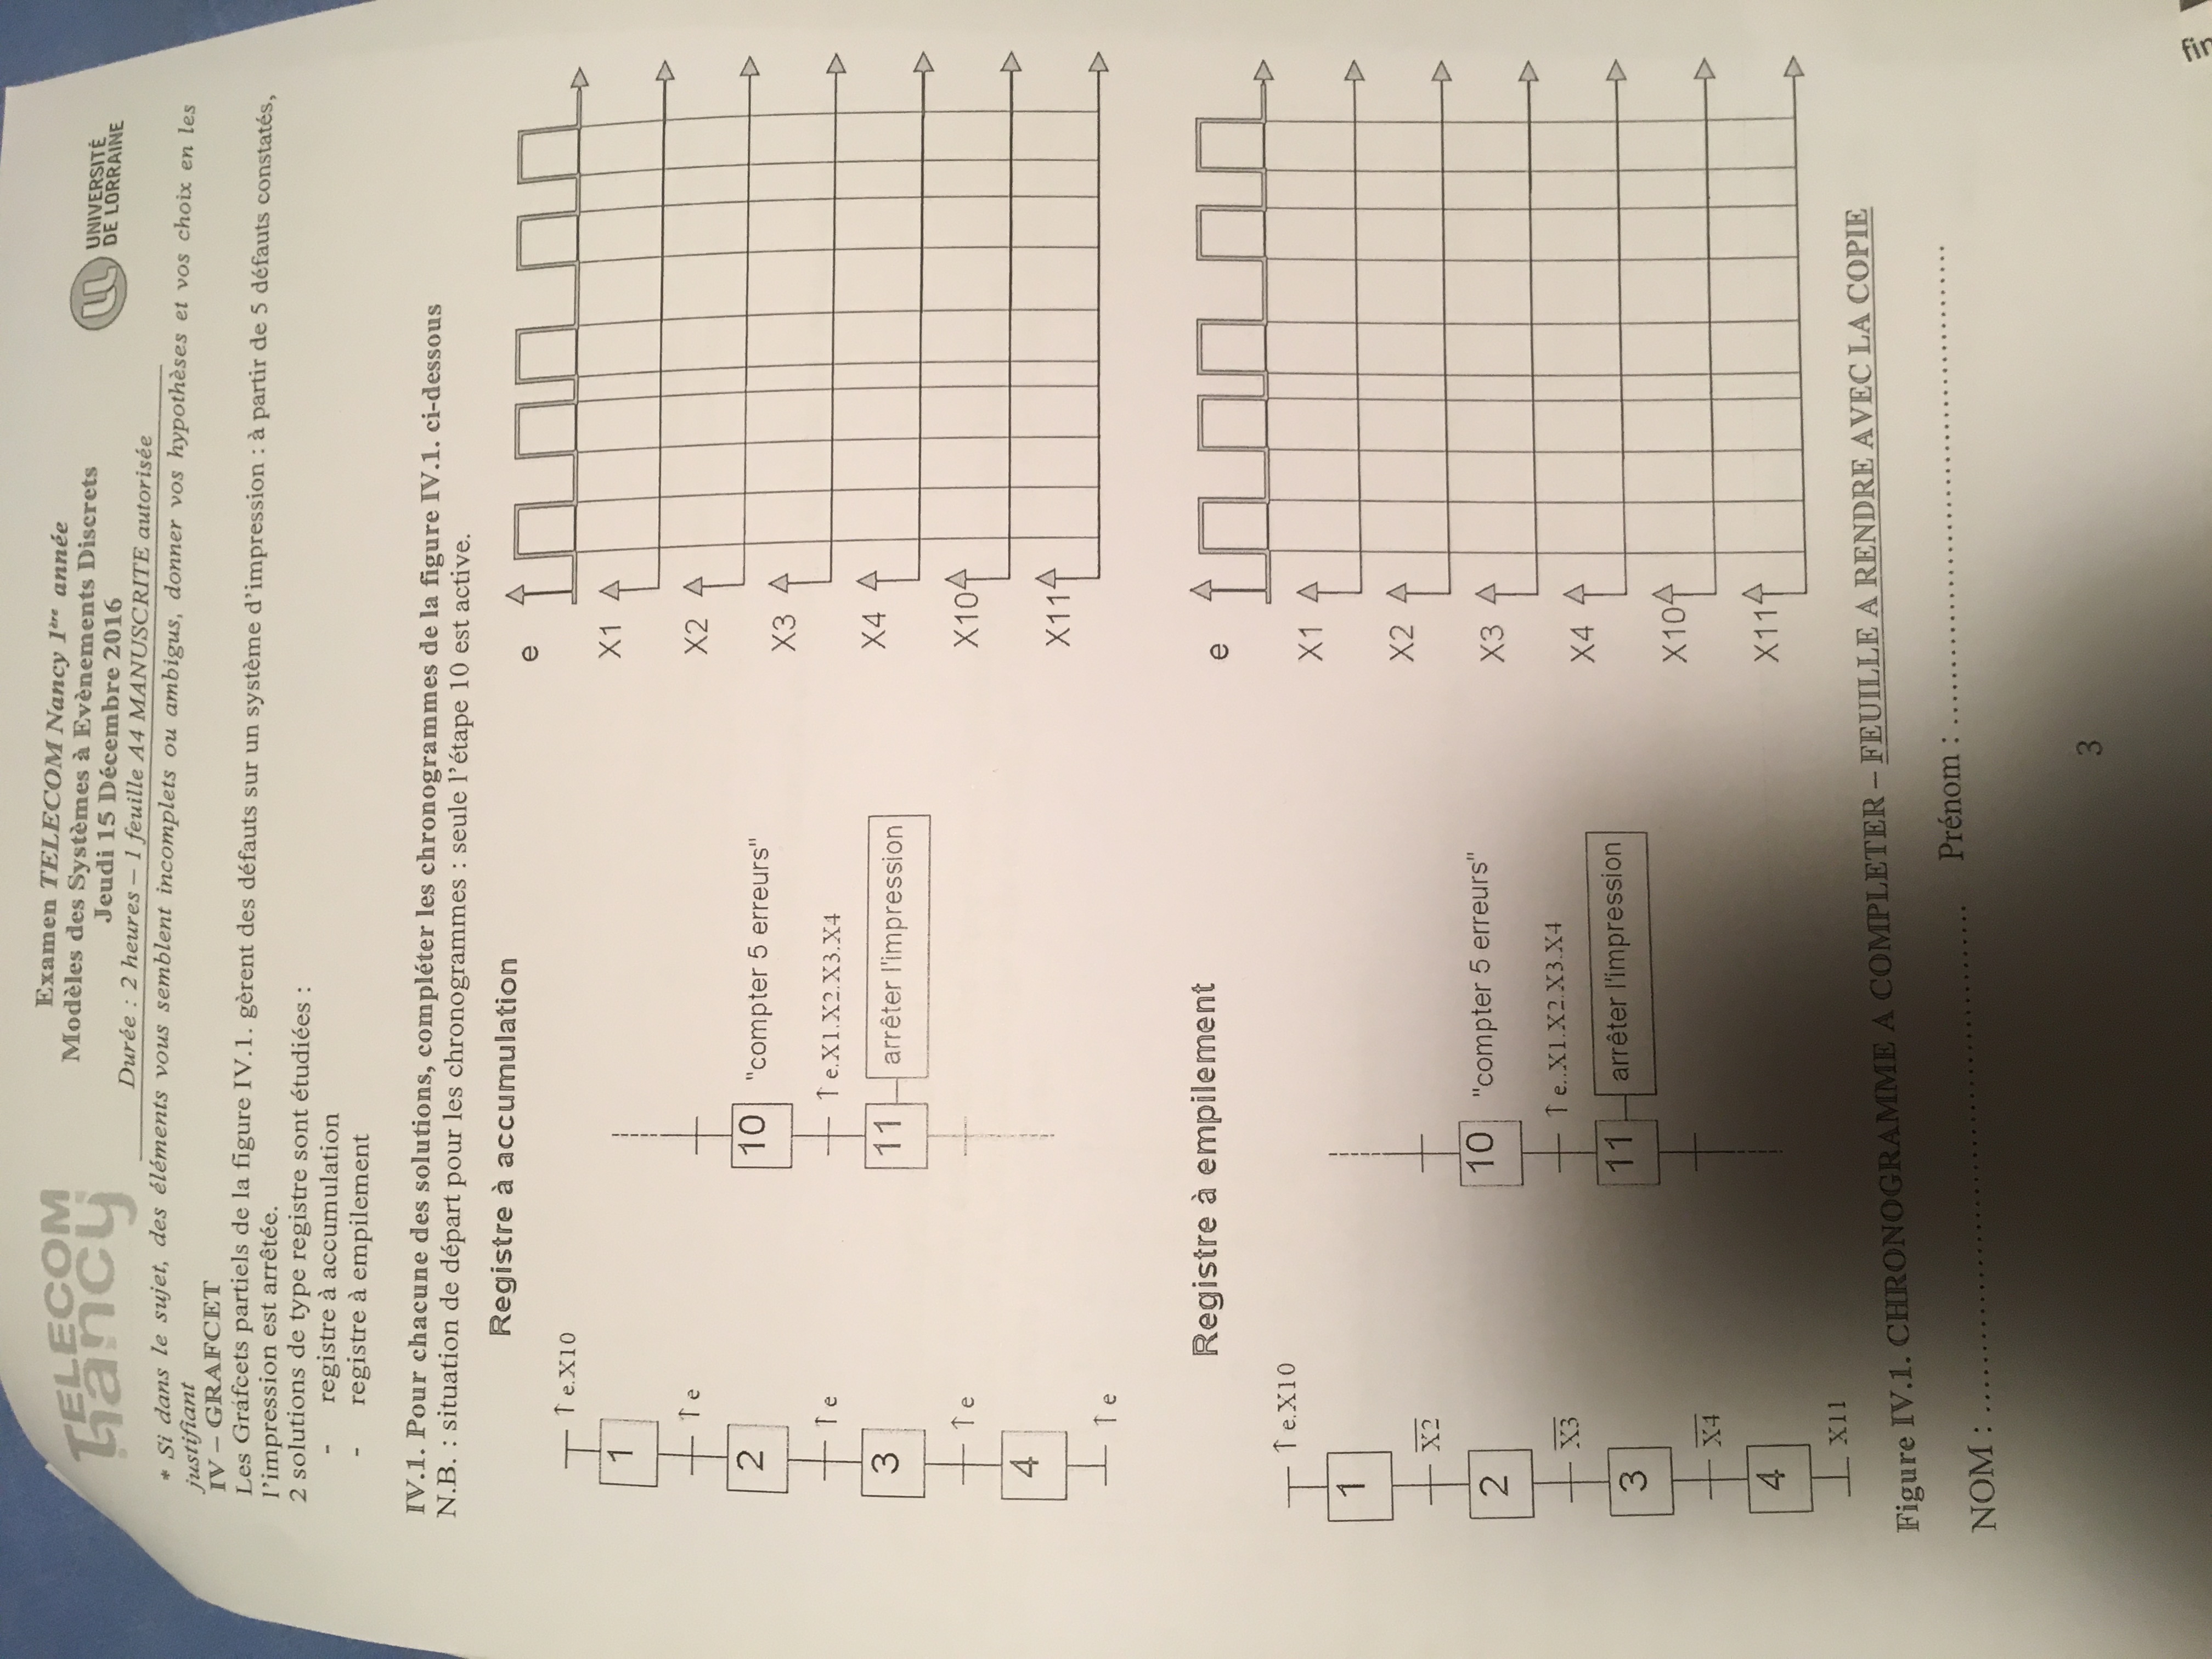 TELECOM
nancy
Examen TELECOM Nancy 1ère année
Modèles des Systèmes à Evènements Discrets
Jeudi 15 Décembre 2016
Durée : 2 heures – 1 feuille A4 MANUSCRITE autorisée
UNIVERSITÉ
DE LORRAINE
* Si dans le sujet, des éléments vous semblent incomplets ou ambigus, donner vos hypothèses et vos choix en les
justifiant
IV – GRAFCET
Les Grafcets partiels de la figure IV.1. gèrent des défauts sur un système d'impression : à partir de 5 défauts constatés,
l'impression est arrêtée.
2 solutions de type registre sont étudiées :
- registre à accumulation
- registre à empilement
IV.1. Pour chacune des solutions, compléter les chronogrammes de la figure IV.1. ci-dessous
N.B. : situation de départ pour les chronogrammes : seule l'étape 10 est active.
Registre à accumulation
↑ e.X10
1
↑ e
2
↑ e
3
↑ e
4
↑ e
10 "compter 5 erreurs"
↑ e.X1.X2.X3.X4
11 arrêter l'impression
e
X1
X2
X3
X4
X10
X11
Registre à empilement
↑ e.X10
1
X̅2̅
2
X̅3̅
3
X̅4̅
4
X11
10 "compter 5 erreurs"
↑ e..X1.X2.X3.X4
11 arrêter l'impression
e
X1
X2
X3
X4
X10
X11
Figure IV.1. CHRONOGRAMME A COMPLETER – FEUILLE A RENDRE AVEC LA COPIE
NOM : .................................................... Prénom : .................................................
3
fin